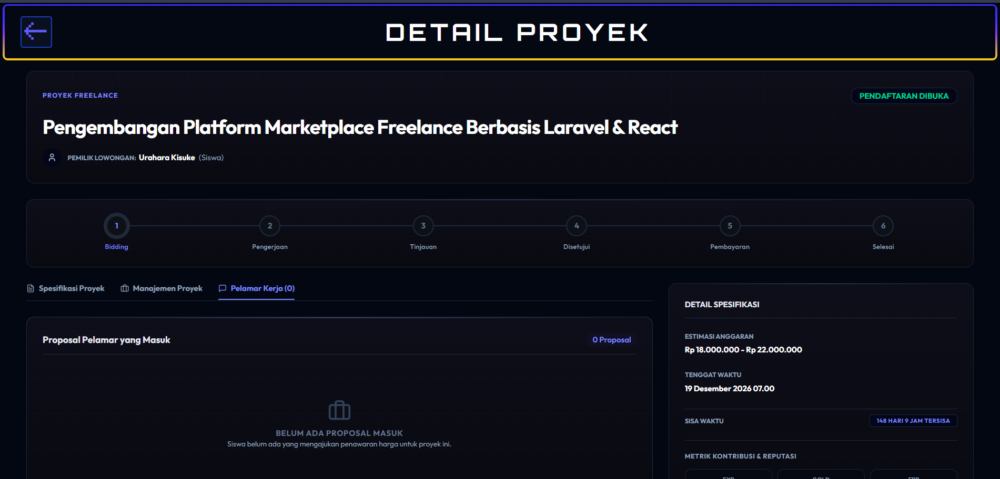 DETAIL PROYEK
PROYEK FREELANCE
PENDAFTARAN DIBUKA
Pengembangan Platform Marketplace Freelance Berbasis Laravel & React
PEMILIK LOWONGAN: Urahara Kisuke (Siswa)
1
2
3
4
5
6
Bidding
Pengerjaan
Tinjauan
Disetujui
Pembayaran
Selesai
Spesifikasi Proyek
Manajemen Proyek
Pelamar Kerja (0)
Proposal Pelamar yang Masuk
0 Proposal
BELUM ADA PROPOSAL MASUK
Siswa belum ada yang mengajukan penawaran harga untuk proyek ini.
DETAIL SPESIFIKASI
ESTIMASI ANGGARAN
Rp 18.000.000 - Rp 22.000.000
TENGGAT WAKTU
19 Desember 2026 07.00
SISA WAKTU
148 HARI 9 JAM TERSISA
METRIK KONTRIBUSI & REPUTASI